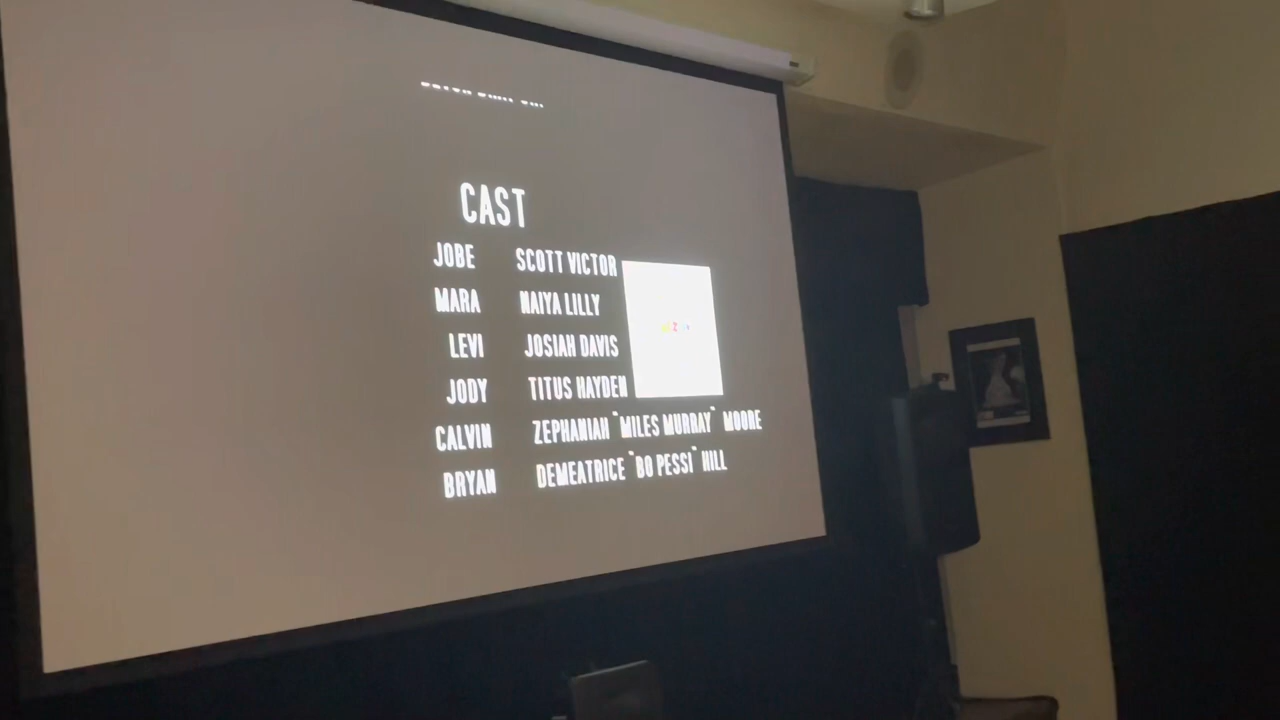 CAST
JOBE SCOTT VICTOR
MARA NAIYA LILLY
LEVI JOSIAH DAVIS
JODY TITUS HAYDEN
CALVIN ZEPHANIAH "MILES MURRAY" MOORE
BRYAN DEMEATRICE "BO PESSI" HILL